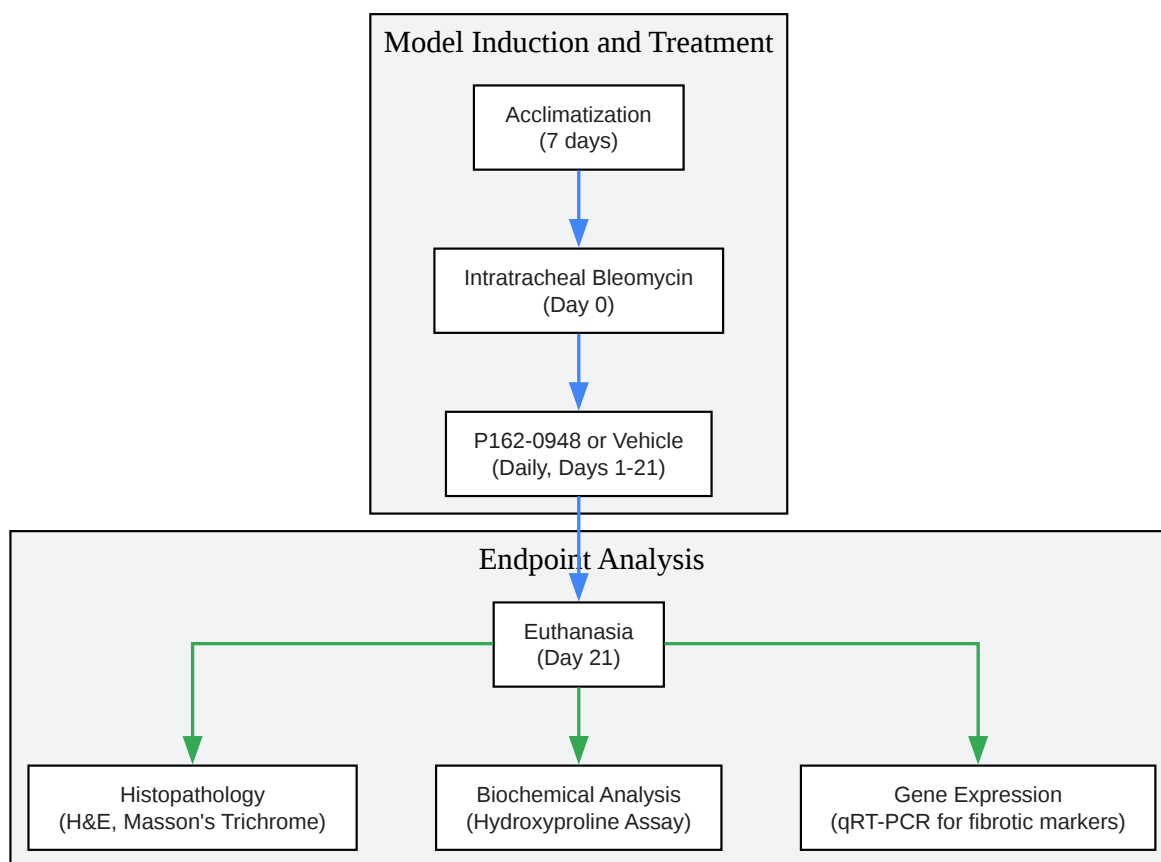 Model Induction and Treatment
Acclimatization
(7 days)
Intratracheal Bleomycin
(Day 0)
P162-0948 or Vehicle
(Daily, Days 1-21)
Endpoint Analysis
Euthanasia
(Day 21)
Histopathology
(H&E, Masson's Trichrome)
Biochemical Analysis
(Hydroxyproline Assay)
Gene Expression
(qRT-PCR for fibrotic markers)